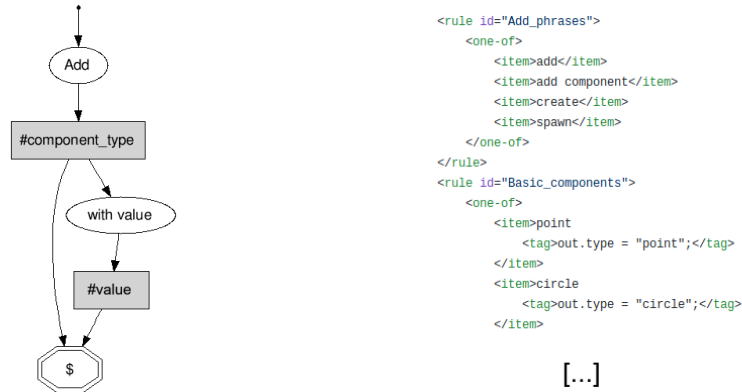 Add
#component_type
with value
#value
$
<rule id="Add_phrases">
<one-of>
<item>add</item>
<item>add component</item>
<item>create</item>
<item>spawn</item>
</one-of>
</rule>
<rule id="Basic_components">
<one-of>
<item>point
<tag>out.type = "point";</tag>
</item>
<item>circle
<tag>out.type = "circle";</tag>
</item>
[...]